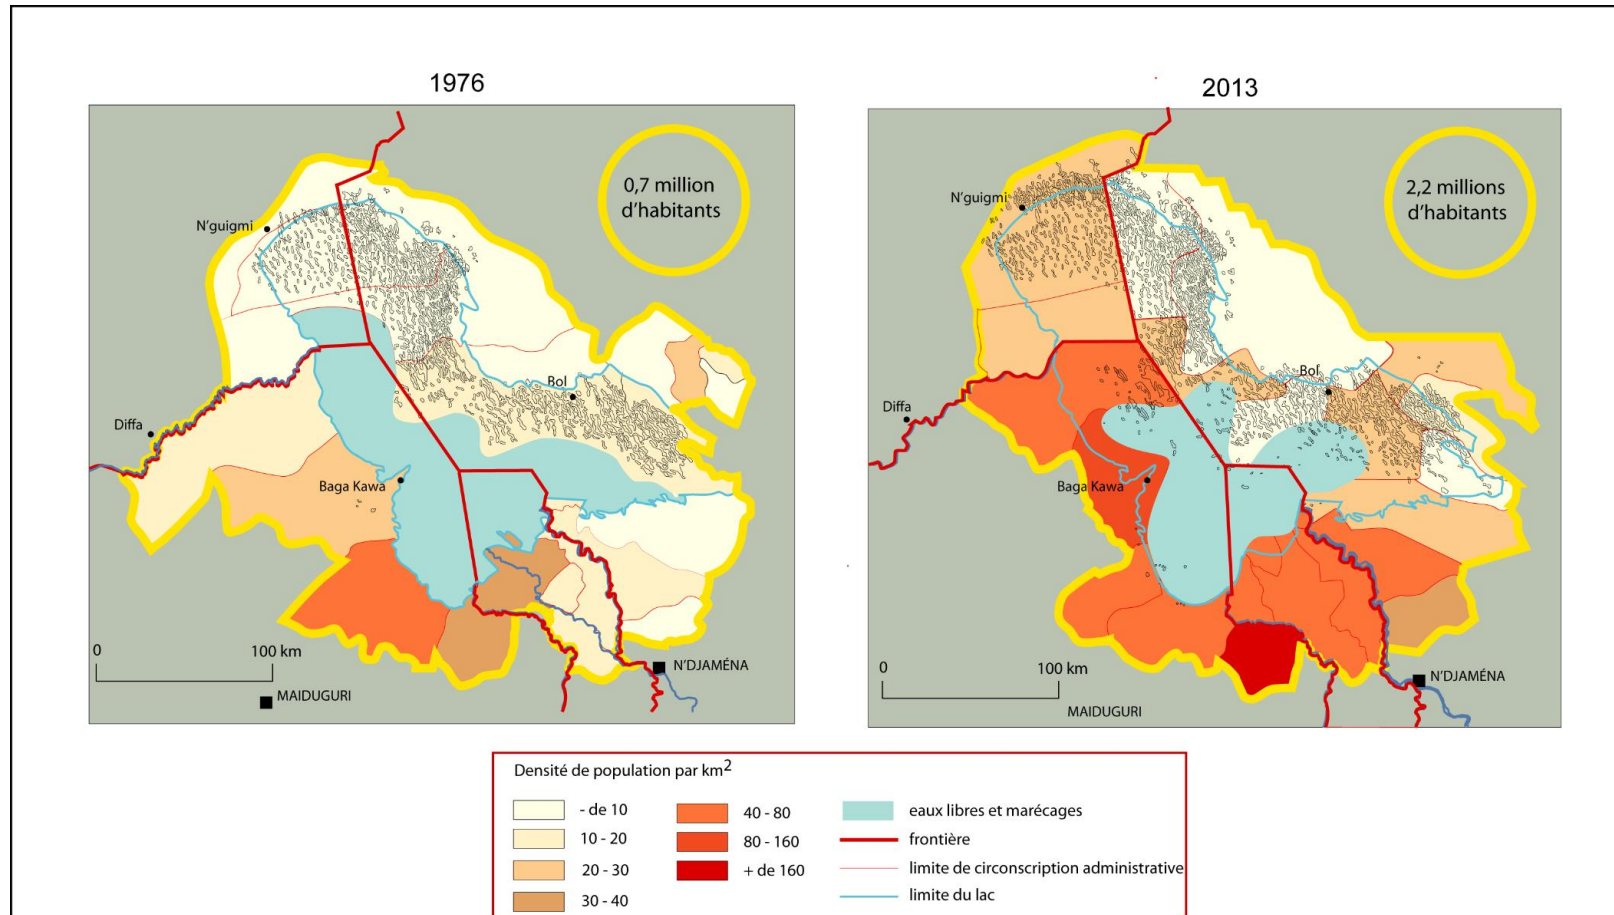 1976
0,7 million
d'habitants
N'guigmi
Bol
Diffa
Baga Kawa
0
100 km
N'DJAMÉNA
MAIDUGURI
2013
2,2 millions
d'habitants
N'guigmi
Bol
Diffa
Baga Kawa
0
100 km
N'DJAMÉNA
MAIDUGURI
Densité de population par km2
- de 10
10 - 20
20 - 30
30 - 40
40 - 80
80 - 160
+ de 160
eaux libres et marécages
frontière
limite de circonscription administrative
limite du lac